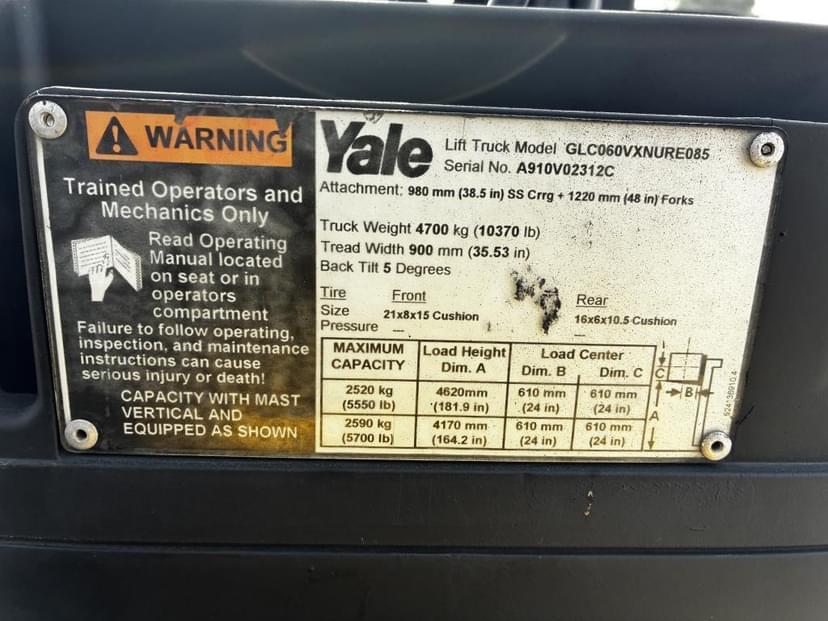 WARNING
Trained Operators and
Mechanics Only
Read Operating
Manual located
on seat or in
operators
compartment
Failure to follow operating,
inspection, and maintenance
instructions can cause
serious injury or death!
CAPACITY WITH MAST
VERTICAL AND
EQUIPPED AS SHOWN
Yale Lift Truck Model GLC060VXNURE085
Serial No. A910V02312C
Attachment: 980 mm (38.5 in) SS Crrg + 1220 mm (48 in) Forks
Truck Weight 4700 kg (10370 lb)
Tread Width 900 mm (35.53 in)
Back Tilt 5 Degrees
Tire Front Rear
Size 21x8x15 Cushion 16x6x10.5 Cushion
Pressure — —
MAXIMUM Load Height Load Center
CAPACITY Dim. A Dim. B Dim. C
2520 kg 4620mm 610 mm 610 mm
(5550 lb) (181.9 in) (24 in) (24 in)
2590 kg 4170 mm 610 mm 610 mm
(5700 lb) (164.2 in) (24 in) (24 in)
C
B
A